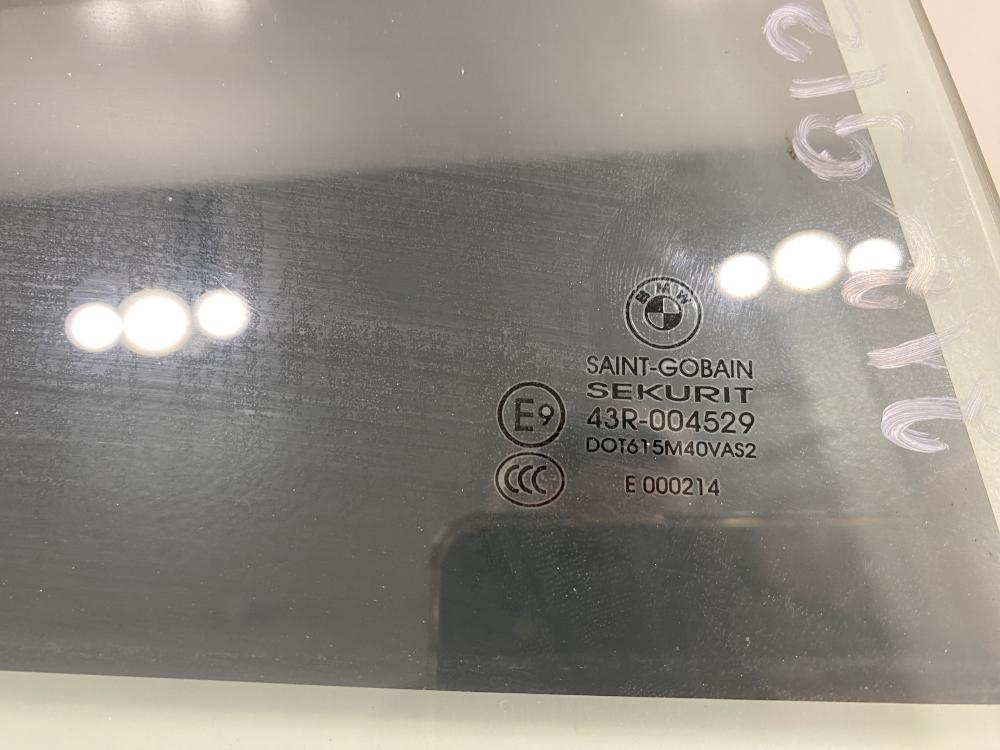 BMW
SAINT-GOBAIN
SEKURIT
E9
43R-004529
DOT615M40VAS2
CCC
E 000214